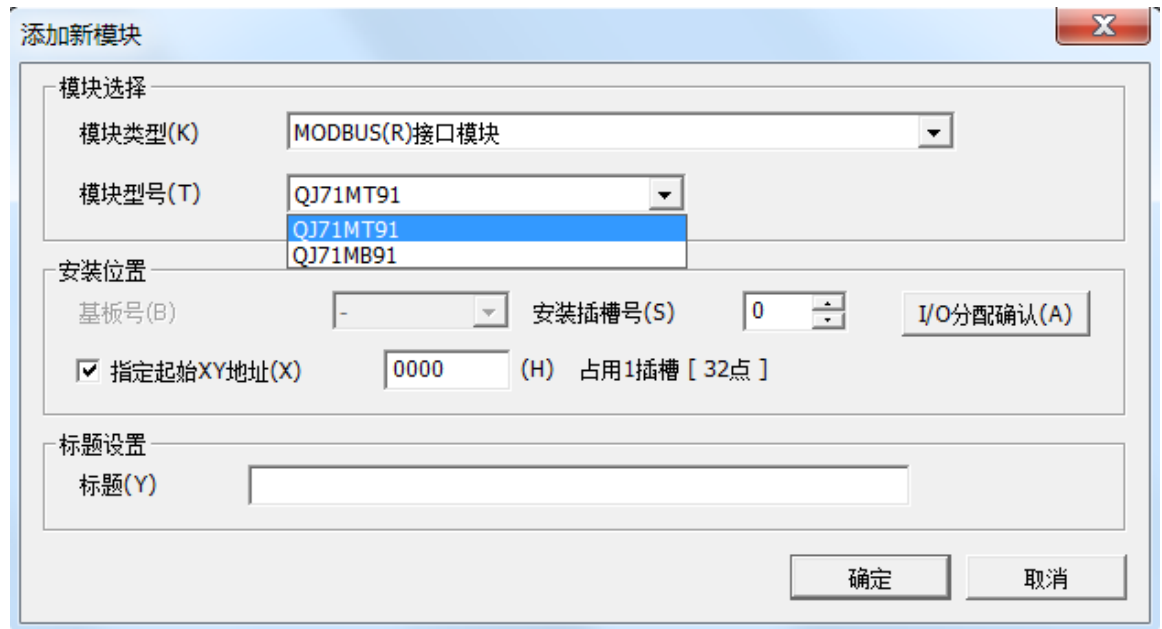 添加新模块
模块选择
模块类型(K) MODBUS(R)接口模块
模块型号(T) QJ71MT91
QJ71MT91
QJ71MB91
安装位置
基板号(B) - 安装插槽号(S) 0 I/O分配确认(A)
指定起始XY地址(X) 0000 (H) 占用1插槽 [ 32点 ]
标题设置
标题(Y)
确定 取消